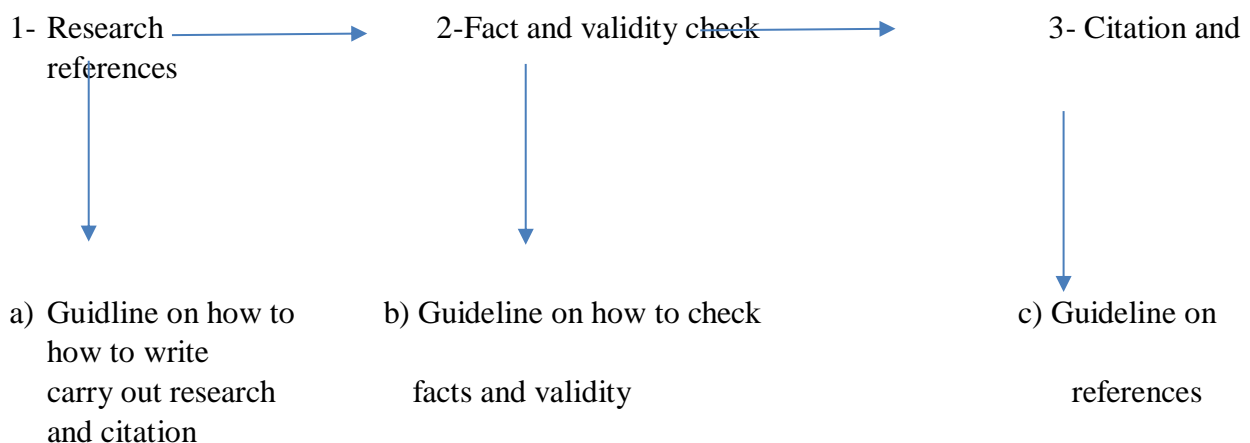 1- Research 2-Fact and validity check 3- Citation and
references
a) Guidline on how to b) Guideline on how to check c) Guideline on
how to write
carry out research facts and validity references
and citation